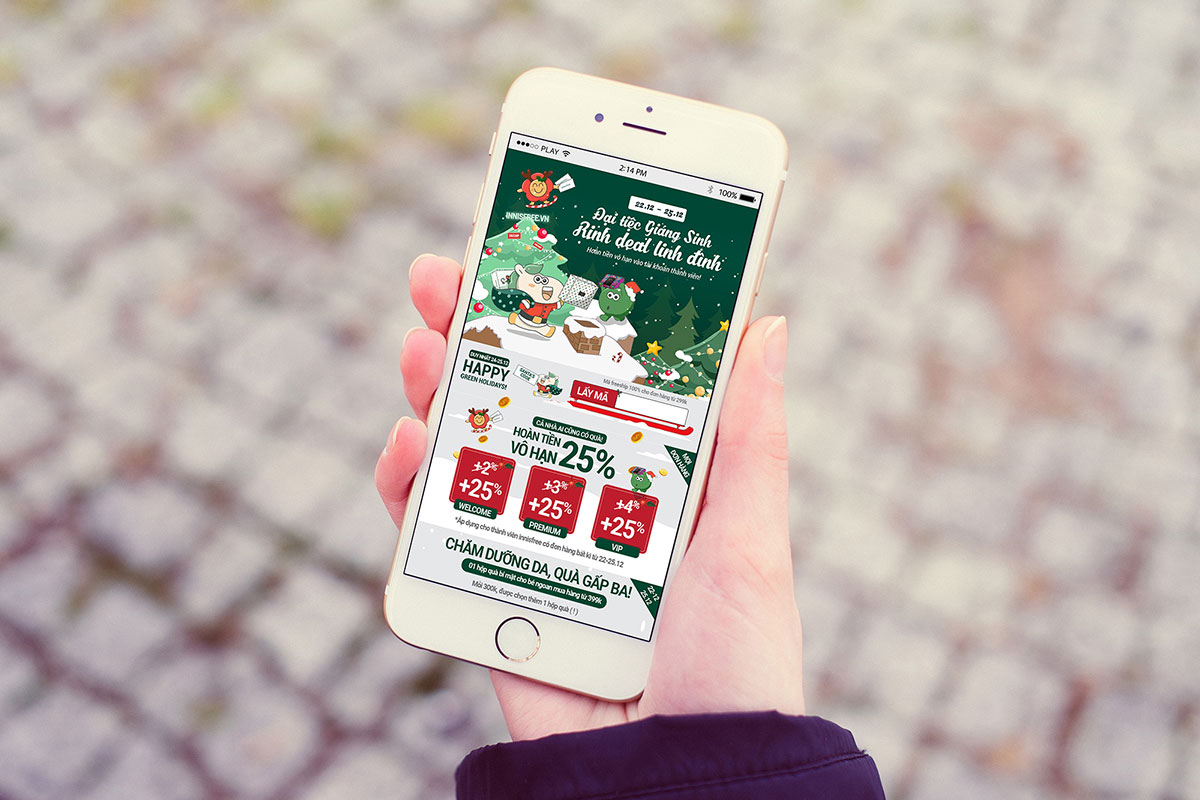 PLAY
2:14 PM
100%
INNISFREE.VN
22.12 - 25.12
Đại tiệc Giáng Sinh
Rinh deal linh đình
Hoàn tiền vô hạn vào tài khoản thành viên!
DUY NHẤT 24-25.12
HAPPY
GREEN HOLIDAYS!
SANTA'S
Mã freeship 100% cho đơn hàng từ 299k
LẤY MÃ
CẢ NHÀ AI CŨNG CÓ QUÀ!
HOÀN TIỀN
VÔ HẠN 25%
MỌI
ĐƠN HÀNG
+2%
+25%
WELCOME
+3%
+25%
PREMIUM
+4%
+25%
VIP
*Áp dụng cho thành viên innisfree có đơn hàng bất kì từ 22-25.12
CHĂM DƯỠNG DA, QUÀ GẤP BA!
01 hộp quà bí mật cho bé ngoan mua hàng từ 399k
Mỗi 300k, được chọn thêm 1 hộp quà (!)
22-12
25.12